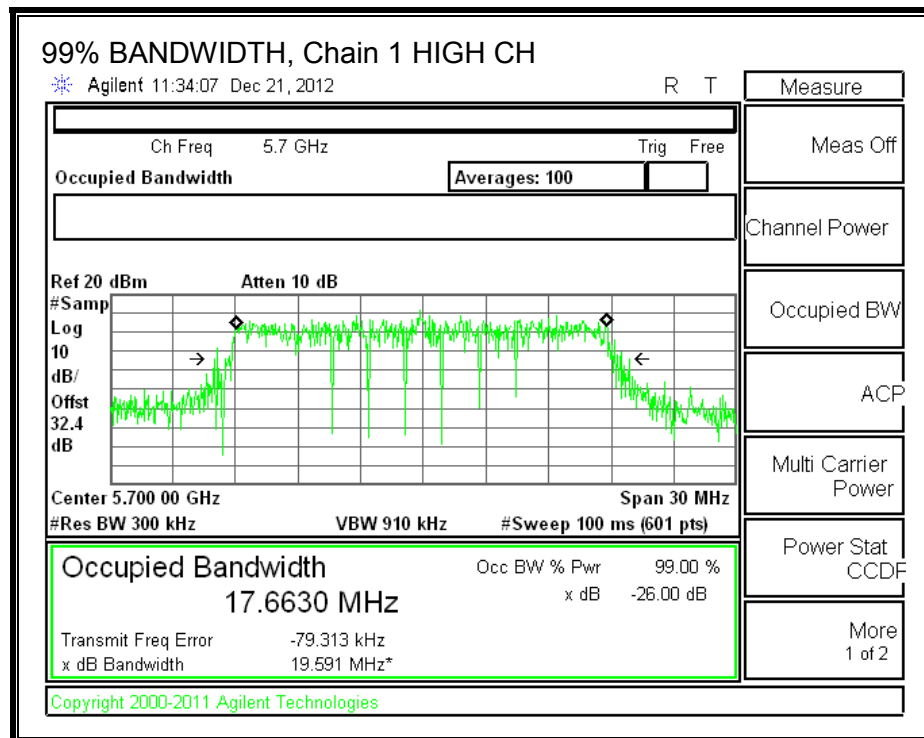 99% BANDWIDTH, Chain 1 HIGH CH
Agilent 11:34:07 Dec 21, 2012 R T
Measure
Ch Freq 5.7 GHz Trig Free
Meas Off
Occupied Bandwidth Averages: 100
Channel Power
Ref 20 dBm Atten 10 dB
#Samp
Log
10
dB/
Offst
32.4
dB
Occupied BW
ACP
Multi Carrier
Power
Center 5.700 00 GHz Span 30 MHz
#Res BW 300 kHz VBW 910 kHz #Sweep 100 ms (601 pts)
Power Stat
CCDF
Occupied Bandwidth Occ BW % Pwr 99.00 %
17.6630 MHz x dB -26.00 dB
Transmit Freq Error -79.313 kHz
x dB Bandwidth 19.591 MHz*
More
1 of 2
Copyright 2000-2011 Agilent Technologies